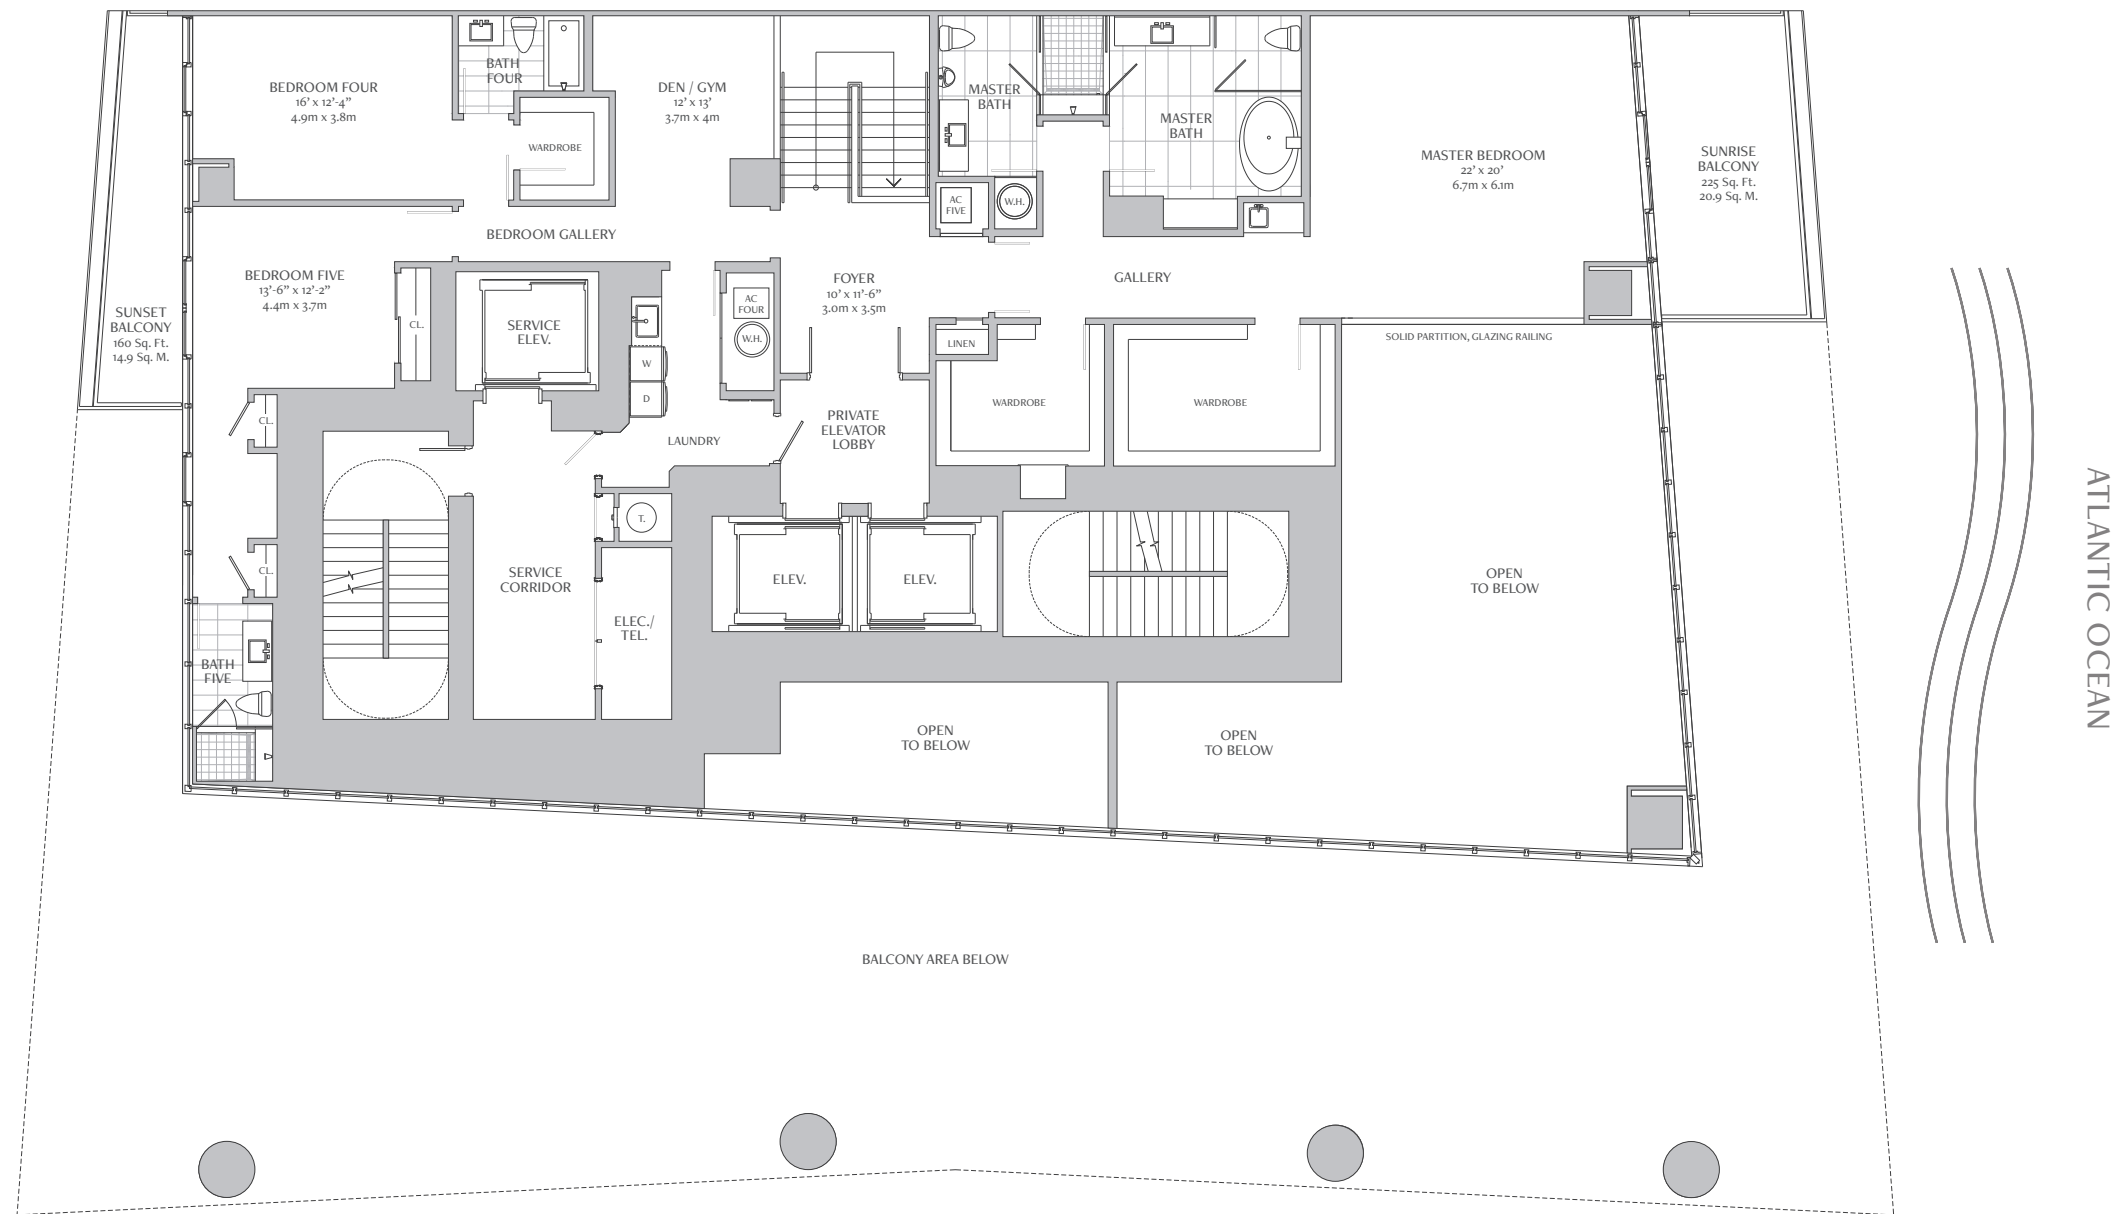 BEDROOM FOUR
16' x 12'-4"
4.9m x 3.8m
BATH
FOUR
WARDROBE
DEN / GYM
12' x 13'
3.7m x 4m
MASTER
BATH
MASTER
BATH
AC
FIVE
W.H.
MASTER BEDROOM
22' x 20'
6.7m x 6.1m
SUNRISE
BALCONY
225 Sq. Ft.
20.9 Sq. M.
BEDROOM GALLERY
BEDROOM FIVE
13'-6" x 12'-2"
4.4m x 3.7m
SUNSET
BALCONY
160 Sq. Ft.
14.9 Sq. M.
CL.
SERVICE
ELEV.
W
D
AC
FOUR
W.H.
FOYER
10' x 11'-6"
3.0m x 3.5m
GALLERY
LINEN
SOLID PARTITION, GLAZING RAILING
WARDROBE
WARDROBE
CL.
LAUNDRY
PRIVATE
ELEVATOR
LOBBY
T.
CL.
SERVICE
CORRIDOR
ELEC./
TEL.
ELEV.
ELEV.
OPEN
TO BELOW
BATH
FIVE
OPEN
TO BELOW
OPEN
TO BELOW
BALCONY AREA BELOW
ATLANTIC OCEAN